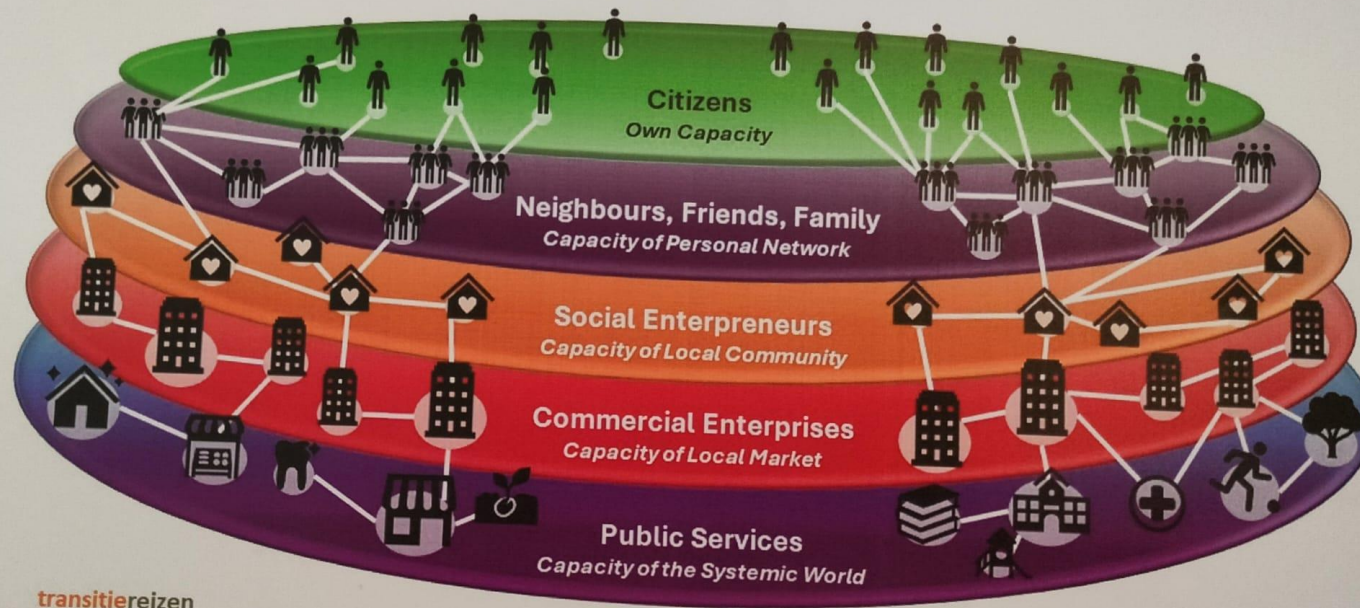 Citizens
Own Capacity
Neighbours, Friends, Family
Capacity of Personal Network
Social Enterpreneurs
Capacity of Local Community
Commercial Enterprises
Capacity of Local Market
Public Services
Capacity of the Systemic World
transitiereizen